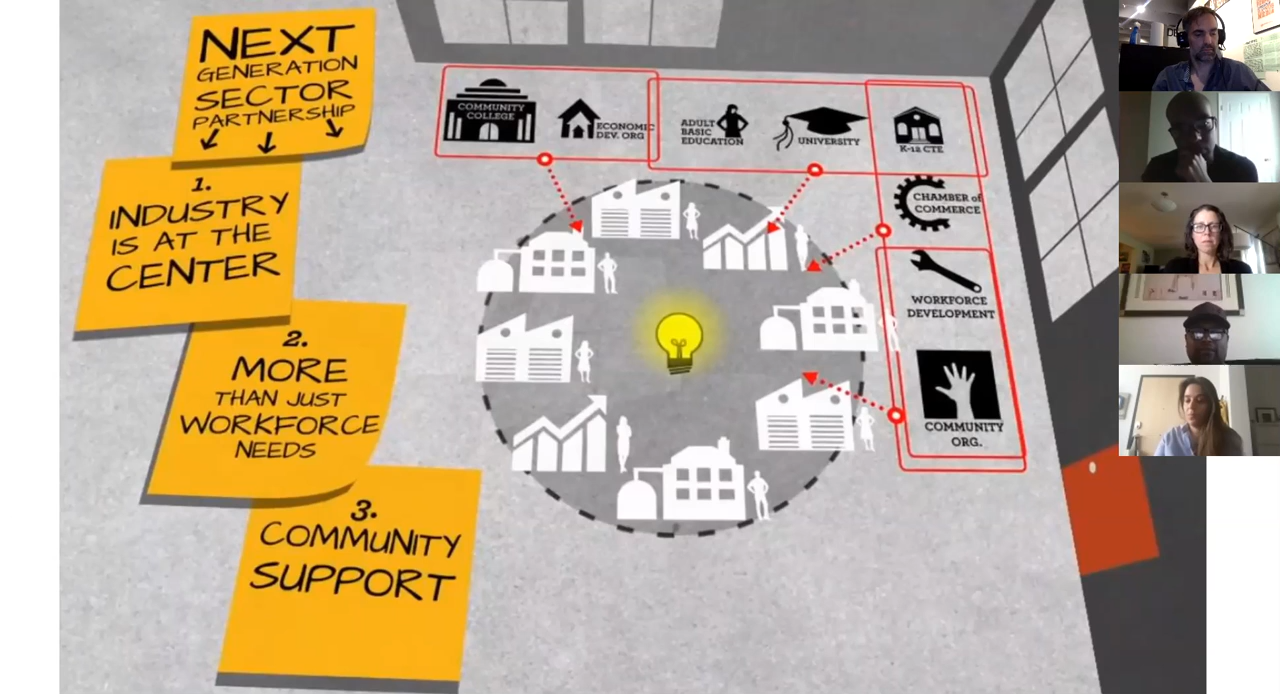 NEXT
GENERATION
SECTOR
PARTNERSHIP
1.
INDUSTRY
IS AT THE
CENTER
2.
MORE
THAN JUST
WORKFORCE
NEEDS
3.
COMMUNITY
SUPPORT
COMMUNITY
COLLEGE
ECONOMIC
DEV. ORG
ADULT
BASIC
EDUCATION
UNIVERSITY
K-12 CTE
CHAMBER of
COMMERCE
WORKFORCE
DEVELOPMENT
COMMUNITY
ORG.